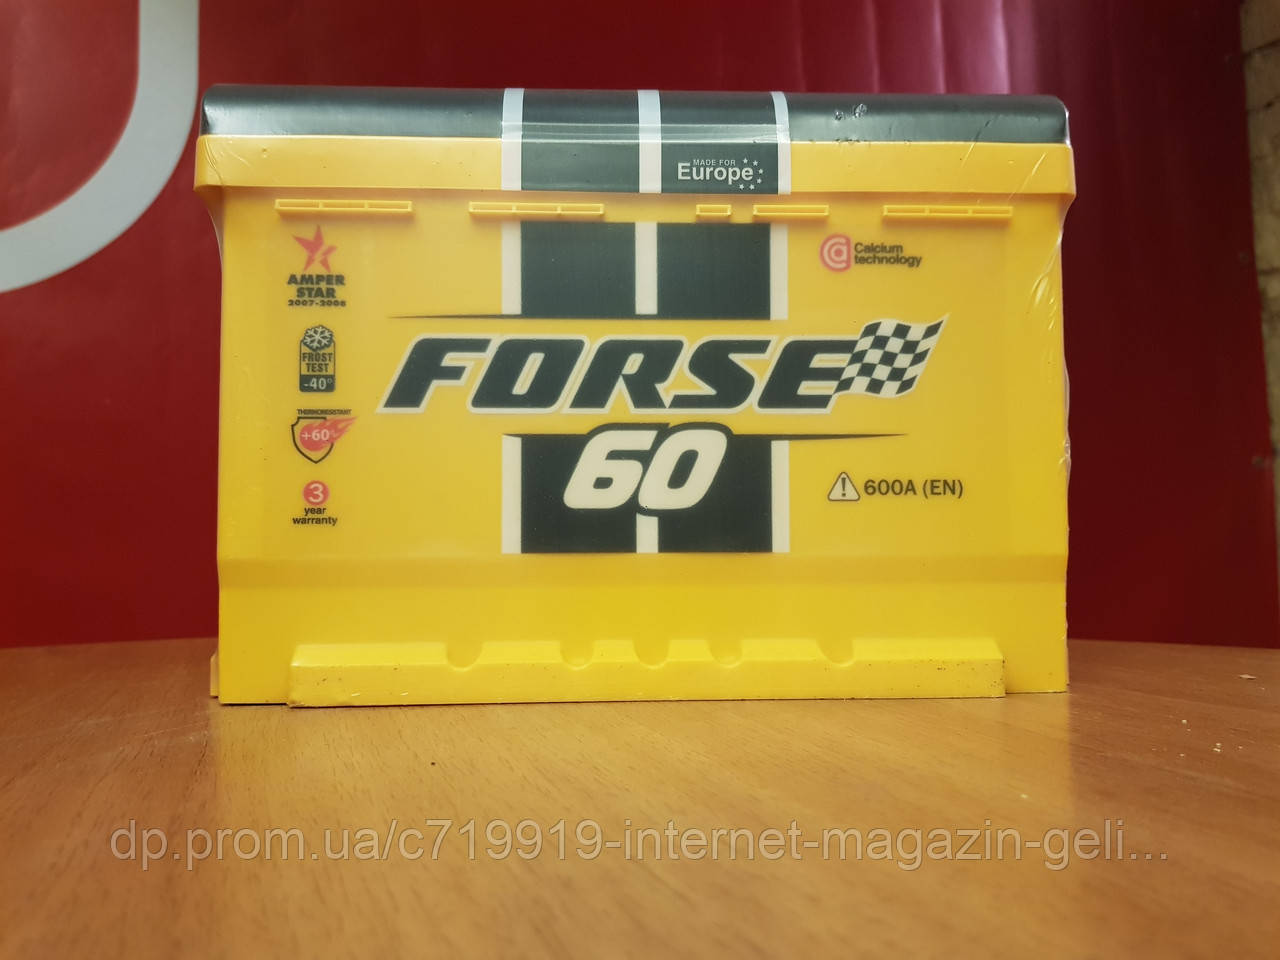 MADE FOR
Europe
AMPER
STAR
2007-2008
Calcium
technology
FROST
TEST
-40°
FORSE
60
THERMORESISTANT
+60°
600A (EN)
3
year
warranty
dp.prom.ua/c719919-internet-magazin-geli...